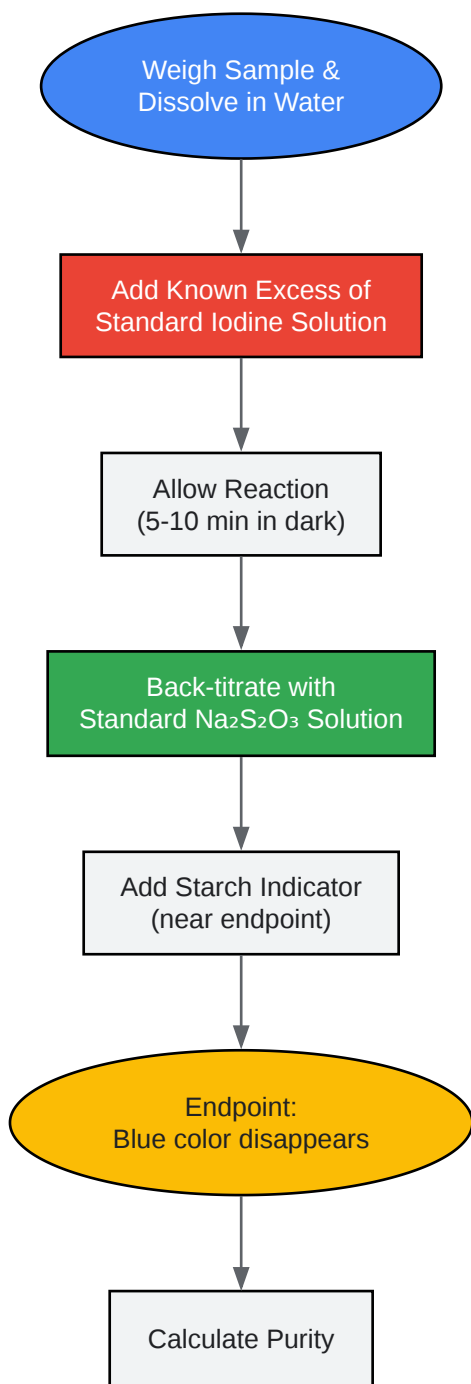 Weigh Sample &
Dissolve in Water
Add Known Excess of
Standard Iodine Solution
Allow Reaction
(5-10 min in dark)
Back-titrate with
Standard Na₂S₂O₃ Solution
Add Starch Indicator
(near endpoint)
Endpoint:
Blue color disappears
Calculate Purity